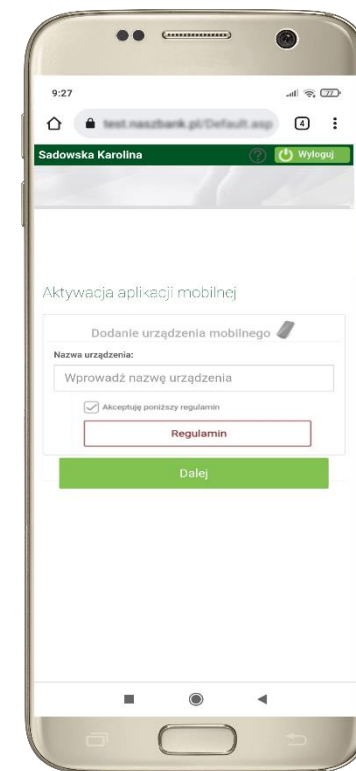 9:27
77
test.naszbank.pl/Default.asp
4
Sadowska Karolina
?
Wyloguj
Aktywacja aplikacji mobilnej
Dodanie urządzenia mobilnego
Nazwa urządzenia:
Wprowadź nazwę urządzenia
Akceptuję poniższy regulamin
Regulamin
Dalej